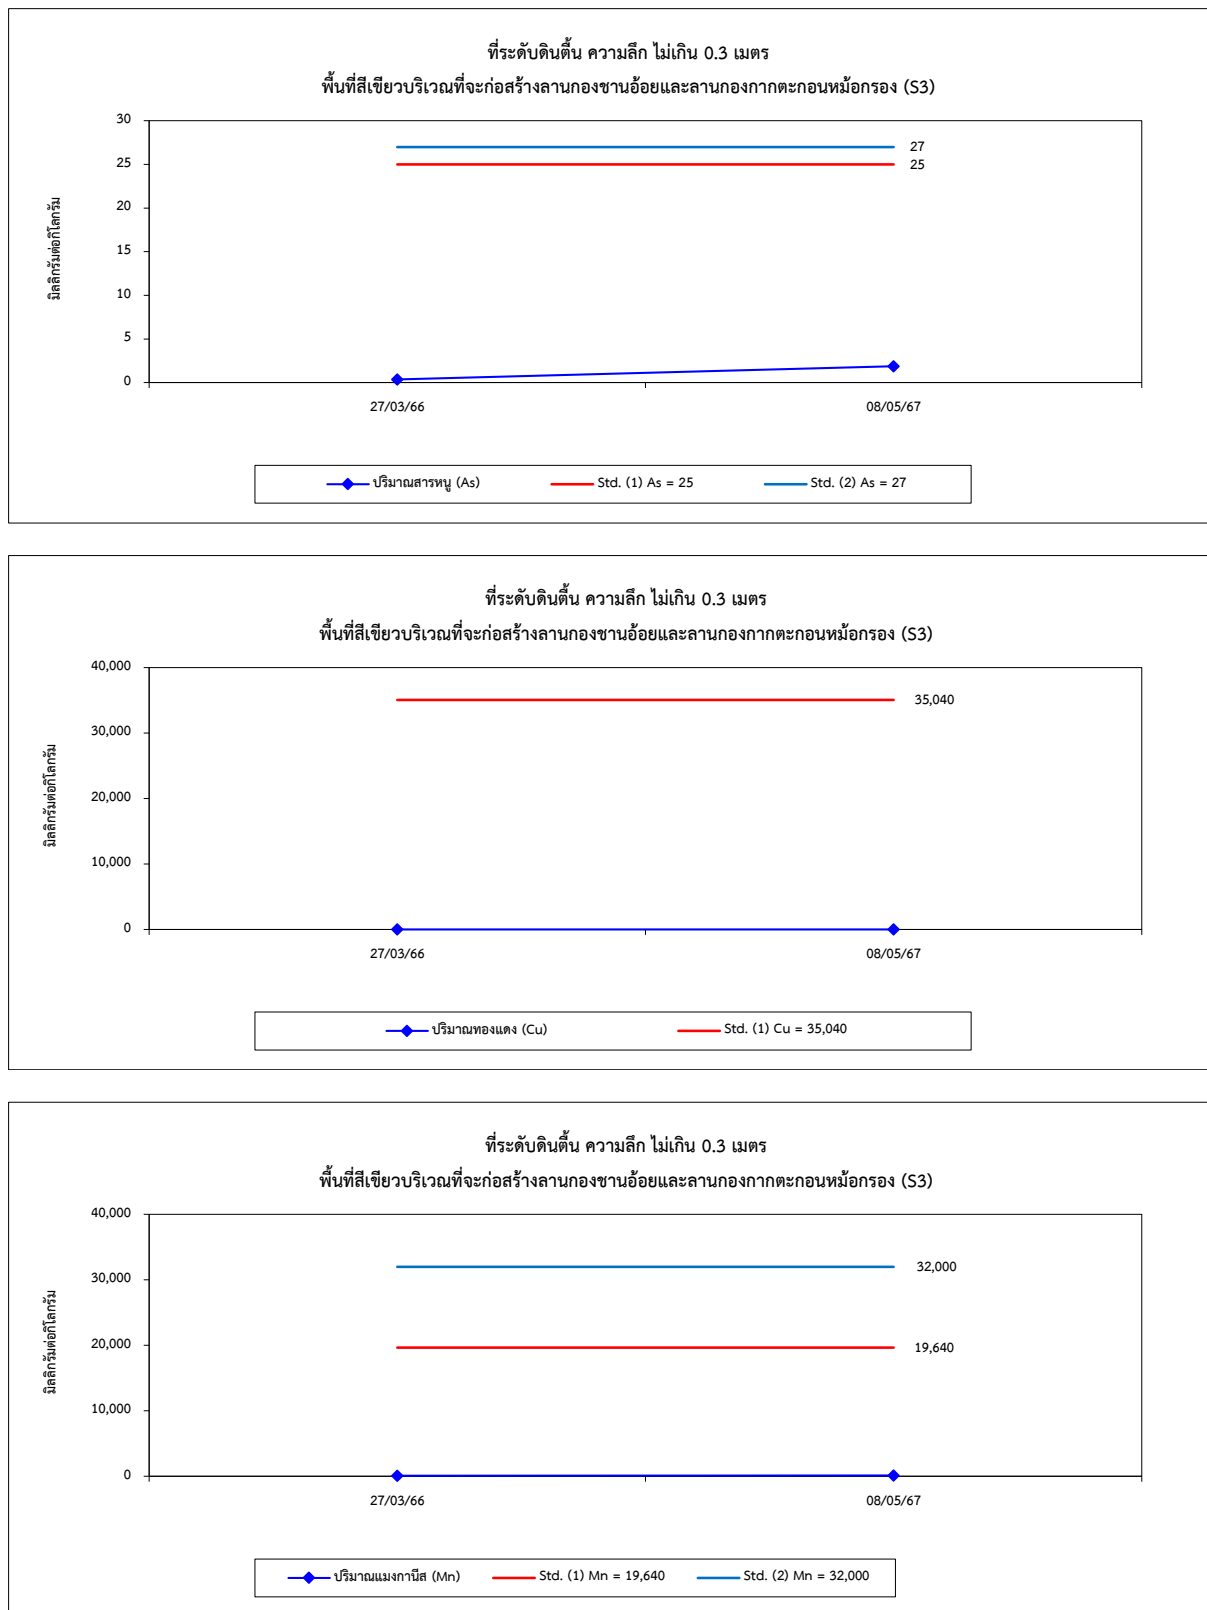 ที่ระดับดินตื้น ความลึก ไม่เกิน 0.3 เมตร
พื้นที่สีเขียวบริเวณที่จะก่อสร้างลานกองชานอ้อยและลานกองกากตะกอนหม้อกรอง (S3)
มิลลิกรัมต่อกิโลกรัม
30
25
20
15
10
5
0
27
25
27/03/66 08/05/67
ปริมาณสารหนู (As) Std. (1) As = 25 Std. (2) As = 27
ที่ระดับดินตื้น ความลึก ไม่เกิน 0.3 เมตร
พื้นที่สีเขียวบริเวณที่จะก่อสร้างลานกองชานอ้อยและลานกองกากตะกอนหม้อกรอง (S3)
มิลลิกรัมต่อกิโลกรัม
40,000
30,000
20,000
10,000
0
35,040
27/03/66 08/05/67
ปริมาณทองแดง (Cu) Std. (1) Cu = 35,040
ที่ระดับดินตื้น ความลึก ไม่เกิน 0.3 เมตร
พื้นที่สีเขียวบริเวณที่จะก่อสร้างลานกองชานอ้อยและลานกองกากตะกอนหม้อกรอง (S3)
มิลลิกรัมต่อกิโลกรัม
40,000
30,000
20,000
10,000
0
32,000
19,640
27/03/66 08/05/67
ปริมาณแมงกานีส (Mn) Std. (1) Mn = 19,640 Std. (2) Mn = 32,000